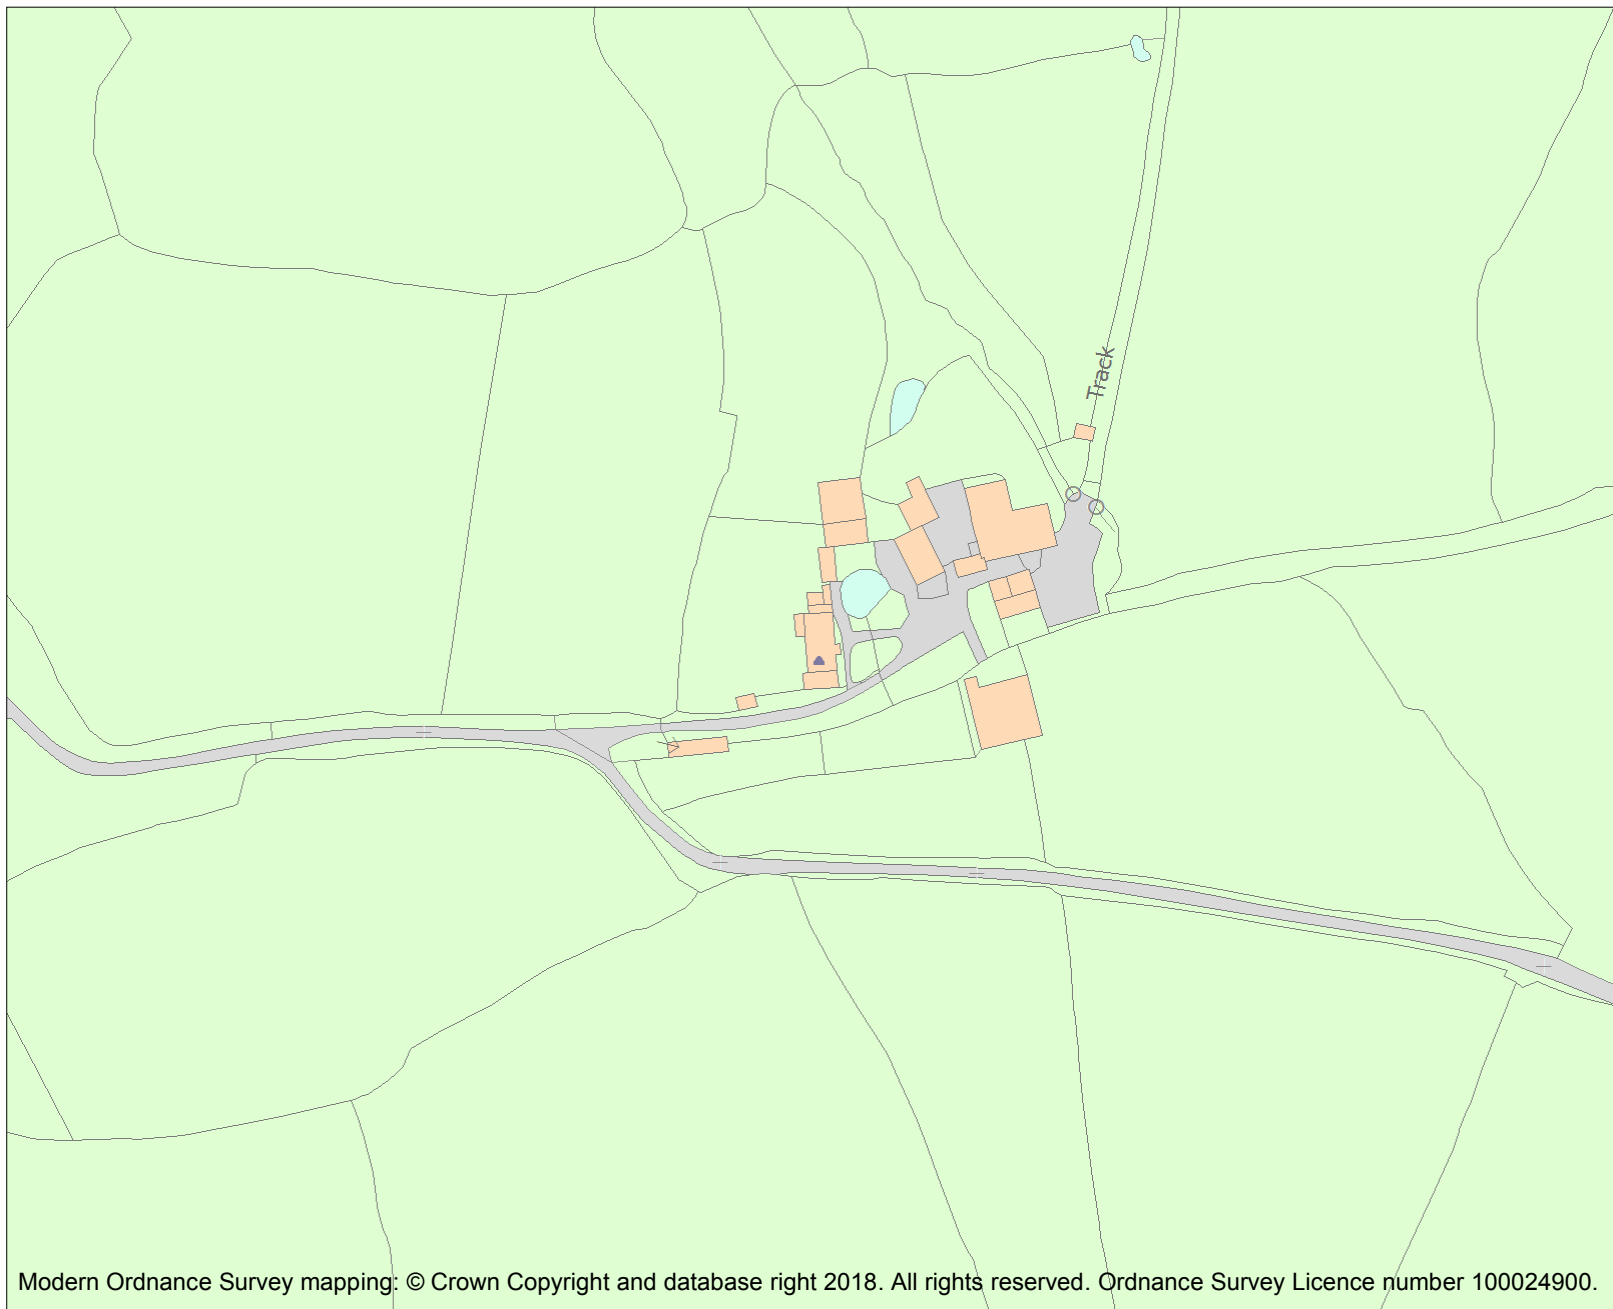 Track
Modern Ordnance Survey mapping: © Crown Copyright and database right 2018. All rights reserved. Ordnance Survey Licence number 100024900.